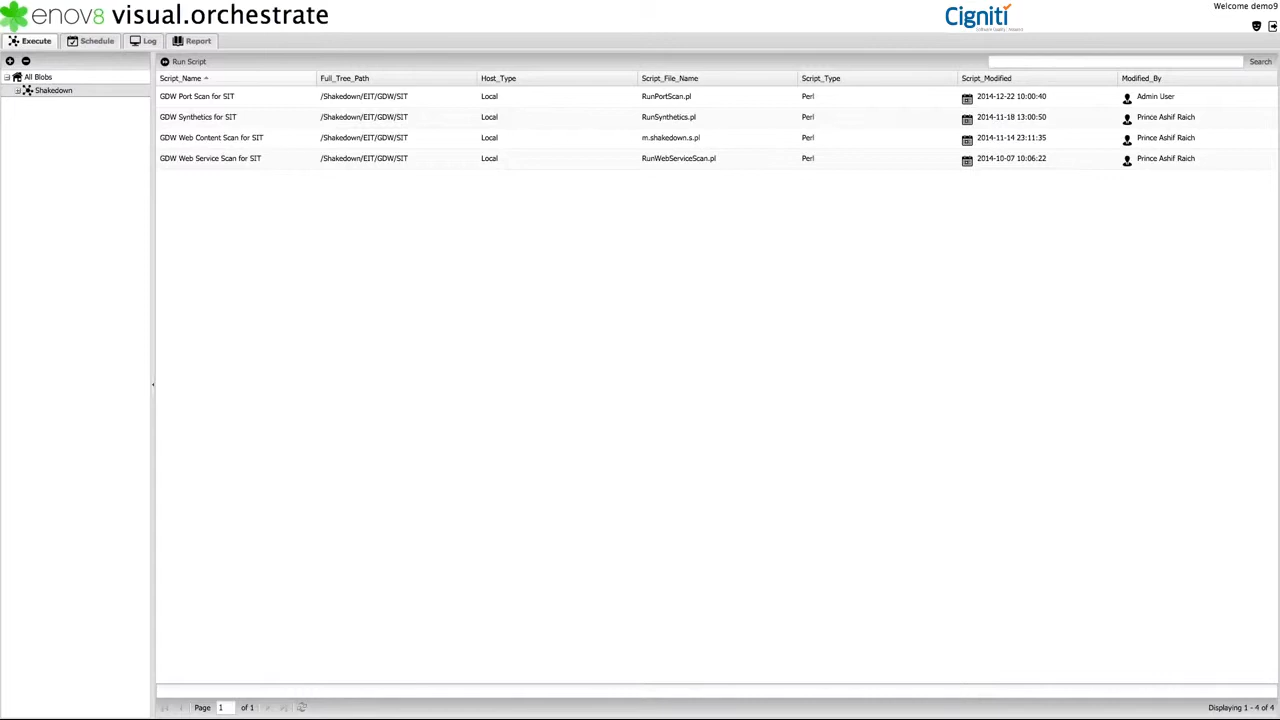 enov8 visual.orchestrate
Cigniti
Welcome demo9
Execute Schedule Log Report
Run Script Search
All Blobs
Shakedown
Script_Name Full_Tree_Path Host_Type Script_File_Name Script_Type Script_Modified Modified_By
GDW Port Scan for SIT /Shakedown/EIT/GDW/SIT Local RunPortScan.pl Perl 2014-12-22 10:00:40 Admin User
GDW Synthetics for SIT /Shakedown/EIT/GDW/SIT Local RunSynthetics.pl Perl 2014-11-18 13:00:50 Prince Ashif Raich
GDW Web Content Scan for SIT /Shakedown/EIT/GDW/SIT Local m.shakedown.s.pl Perl 2014-11-14 23:11:35 Prince Ashif Raich
GDW Web Service Scan for SIT /Shakedown/EIT/GDW/SIT Local RunWebServiceScan.pl Perl 2014-10-07 10:06:22 Prince Ashif Raich
Page 1 of 1 Displaying 1 - 4 of 4